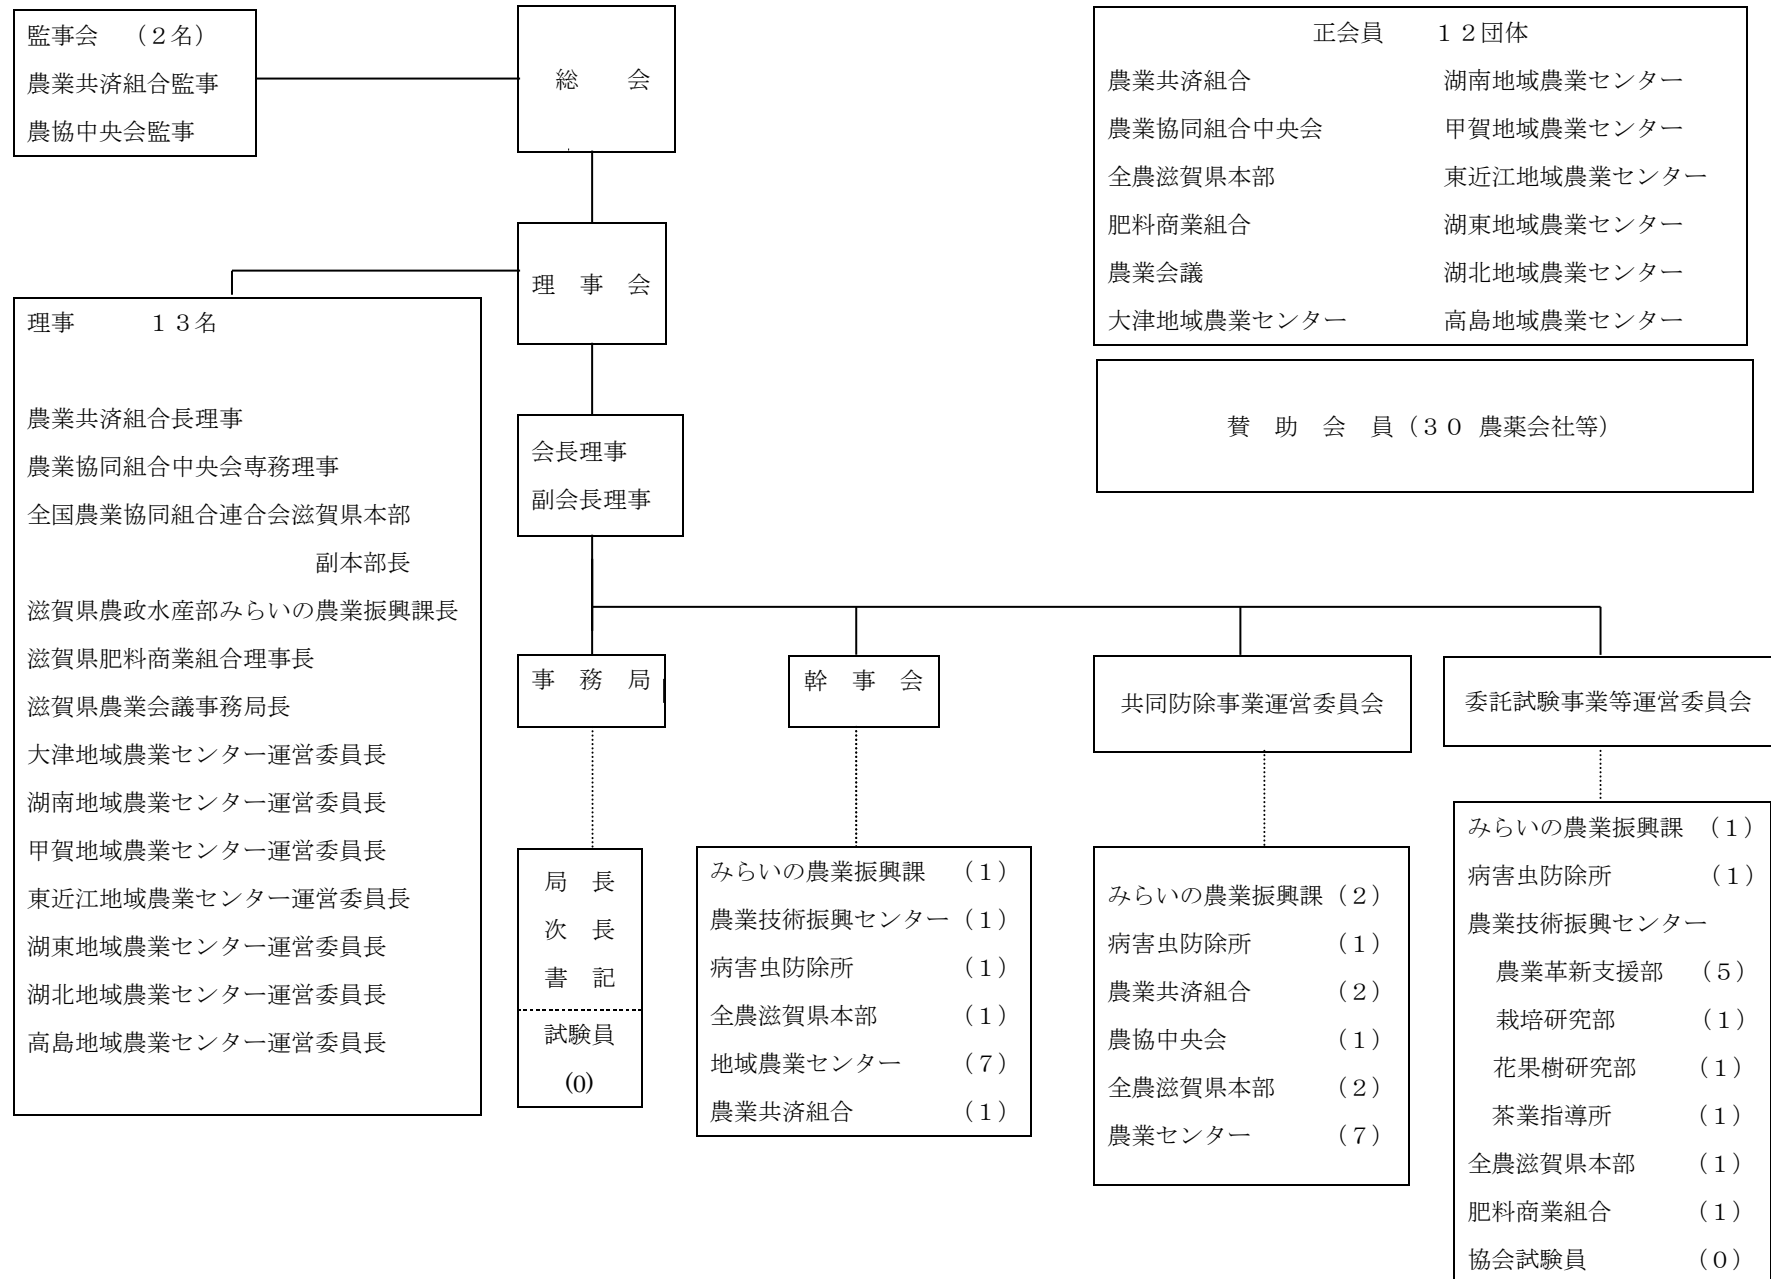 監事会 （２名）
農業共済組合監事
農協中央会監事
総 会
正会員 １２団体
農業共済組合 湖南地域農業センター
農業協同組合中央会 甲賀地域農業センター
全農滋賀県本部 東近江地域農業センター
肥料商業組合 湖東地域農業センター
農業会議 湖北地域農業センター
大津地域農業センター 高島地域農業センター
賛 助 会 員（３０ 農薬会社等）
理 事 会
理事 １３名
農業共済組合長理事
農業協同組合中央会専務理事
全国農業協同組合連合会滋賀県本部
副本部長
滋賀県農政水産部みらいの農業振興課長
滋賀県肥料商業組合理事長
滋賀県農業会議事務局長
大津地域農業センター運営委員長
湖南地域農業センター運営委員長
甲賀地域農業センター運営委員長
東近江地域農業センター運営委員長
湖東地域農業センター運営委員長
湖北地域農業センター運営委員長
高島地域農業センター運営委員長
会長理事
副会長理事
事 務 局
局 長
次 長
書 記
試験員
(0)
幹 事 会
みらいの農業振興課 （１）
農業技術振興センター（１）
病害虫防除所 （１）
全農滋賀県本部 （１）
地域農業センター （７）
農業共済組合 （１）
共同防除事業運営委員会
みらいの農業振興課（２）
病害虫防除所 （１）
農業共済組合 （２）
農協中央会 （１）
全農滋賀県本部 （２）
農業センター （７）
委託試験事業等運営委員会
みらいの農業振興課 （１）
病害虫防除所 （１）
農業技術振興センター
農業革新支援部 （５）
栽培研究部 （１）
花果樹研究部 （１）
茶業指導所 （１）
全農滋賀県本部 （１）
肥料商業組合 （１）
協会試験員 （０）